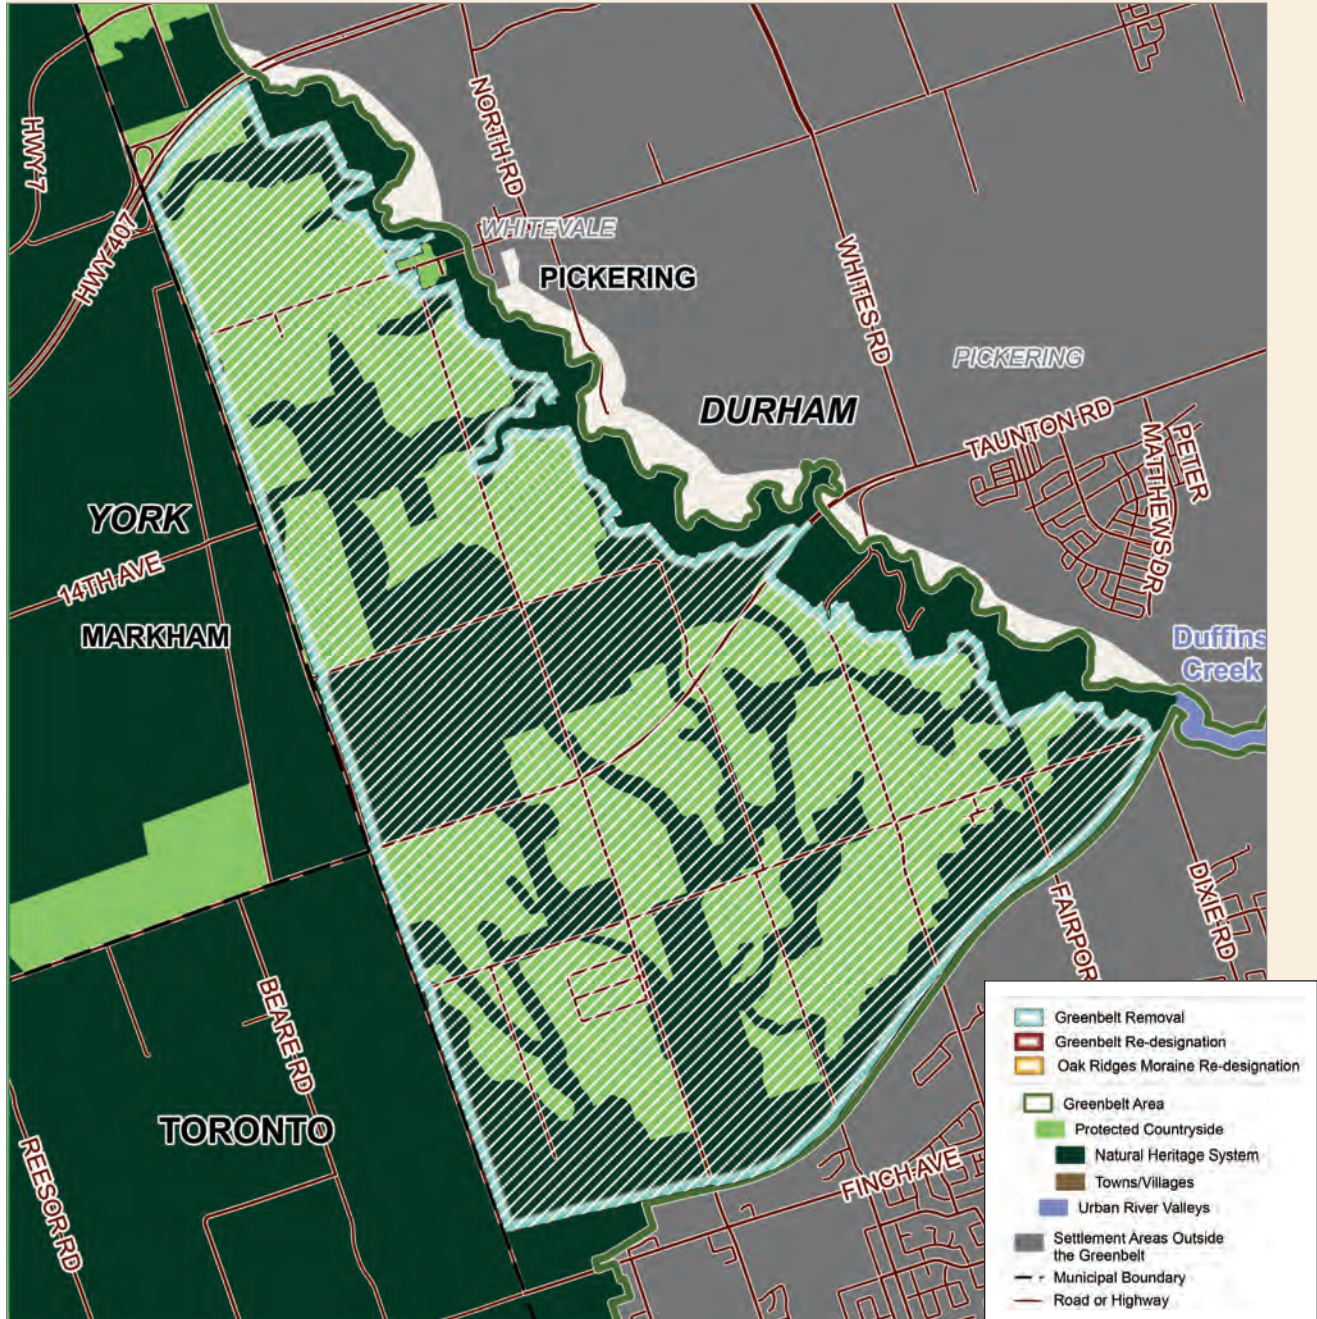 HWY 7
HWY 407
NORTH RD
WHITEVALE
PICKERING
WHITES RD
PICKERING
DURHAM
TAUNTON RD
PETER
MATTHEWS DR
YORK
14TH AVE
MARKHAM
Duffins
Creek
DIXIE RD
FAIRPOR
BEARE RD
TORONTO
REESOR RD
FINCH AVE
Greenbelt Removal
Greenbelt Re-designation
Oak Ridges Moraine Re-designation
Greenbelt Area
Protected Countryside
Natural Heritage System
Towns/Villages
Urban River Valleys
Settlement Areas Outside
the Greenbelt
Municipal Boundary
Road or Highway